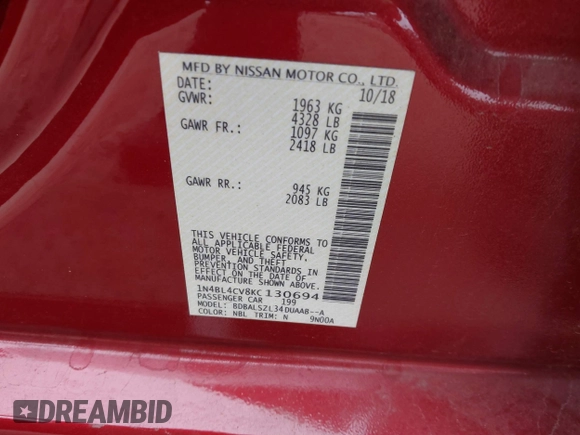 MFD BY NISSAN MOTOR CO., LTD.
DATE: 10/18
GVWR: 1963 KG
4328 LB
GAWR FR.: 1097 KG
2418 LB
GAWR RR.: 945 KG
2083 LB
THIS VEHICLE CONFORMS TO
ALL APPLICABLE FEDERAL
MOTOR VEHICLE SAFETY,
BUMPER, AND THEFT
PREVENTION STANDARDS IN
EFFECT ON THE DATE OF
MANUFACTURE SHOWN ABOVE.
1N4BL4CV8KC130694
PASSENGER CAR 199
MODEL: BDBALSZL34DUAAB--A
COLOR: NBL TRIM: N 9N00A
DREAMBID